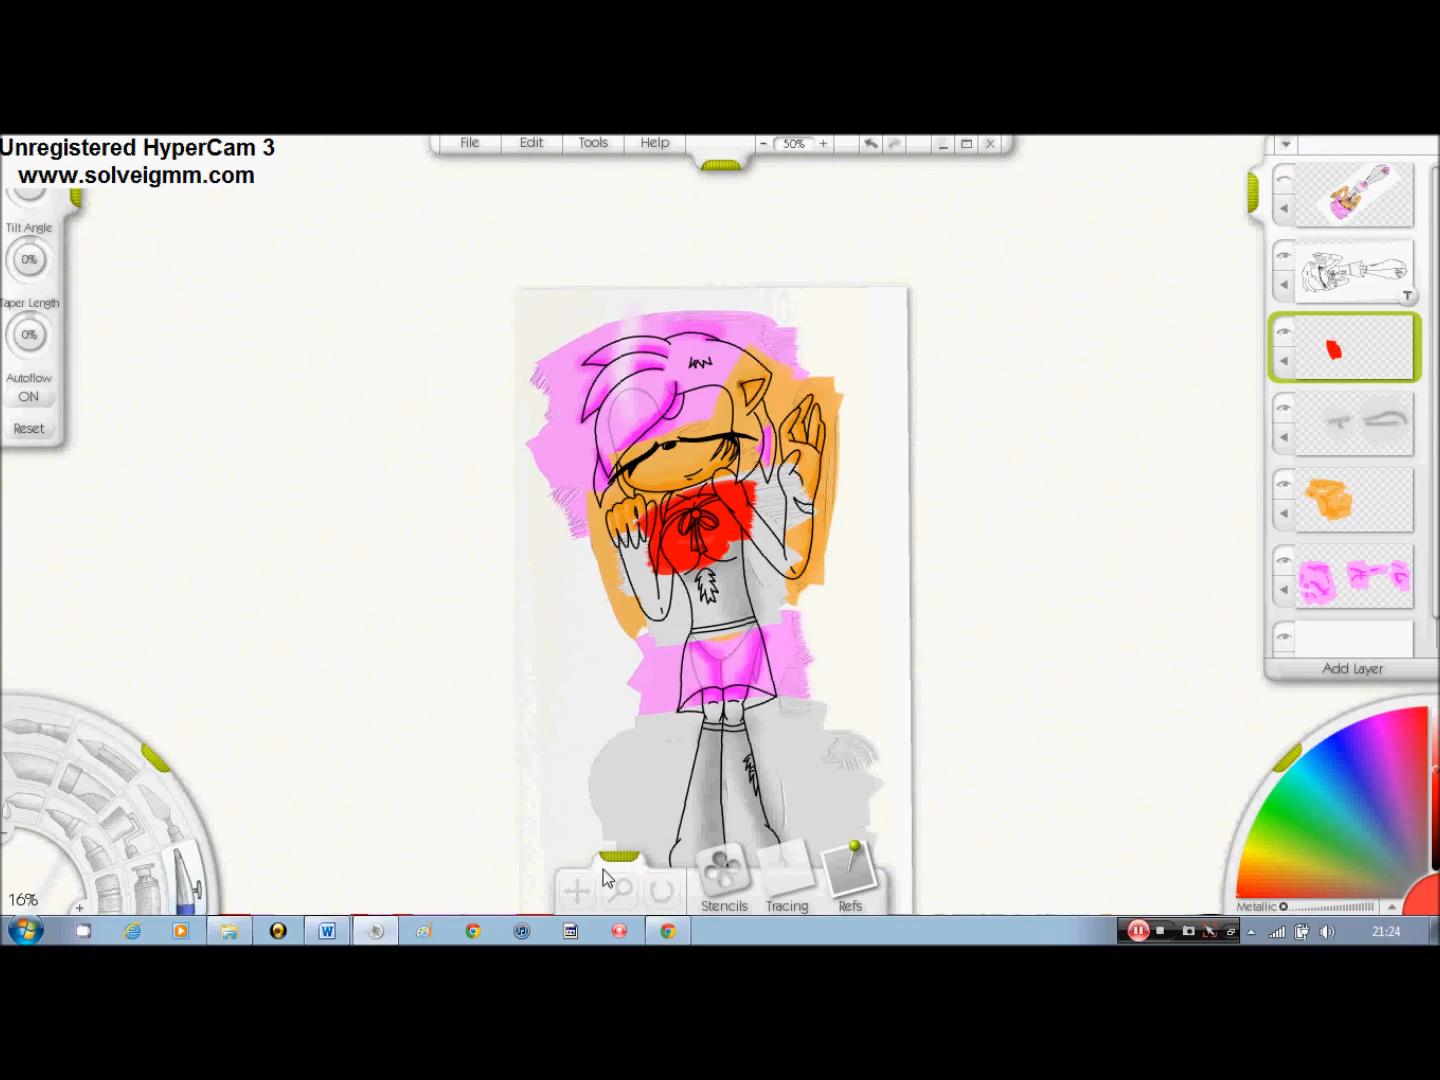 Unregistered HyperCam 3
www.solveigmm.com
File Edit Tools Help
- 50% +
Tilt Angle
0%
Taper Length
0%
Autoflow
ON
Reset
T
Add Layer
16%
+
Stencils Tracing Refs
Metallic
W
21:24